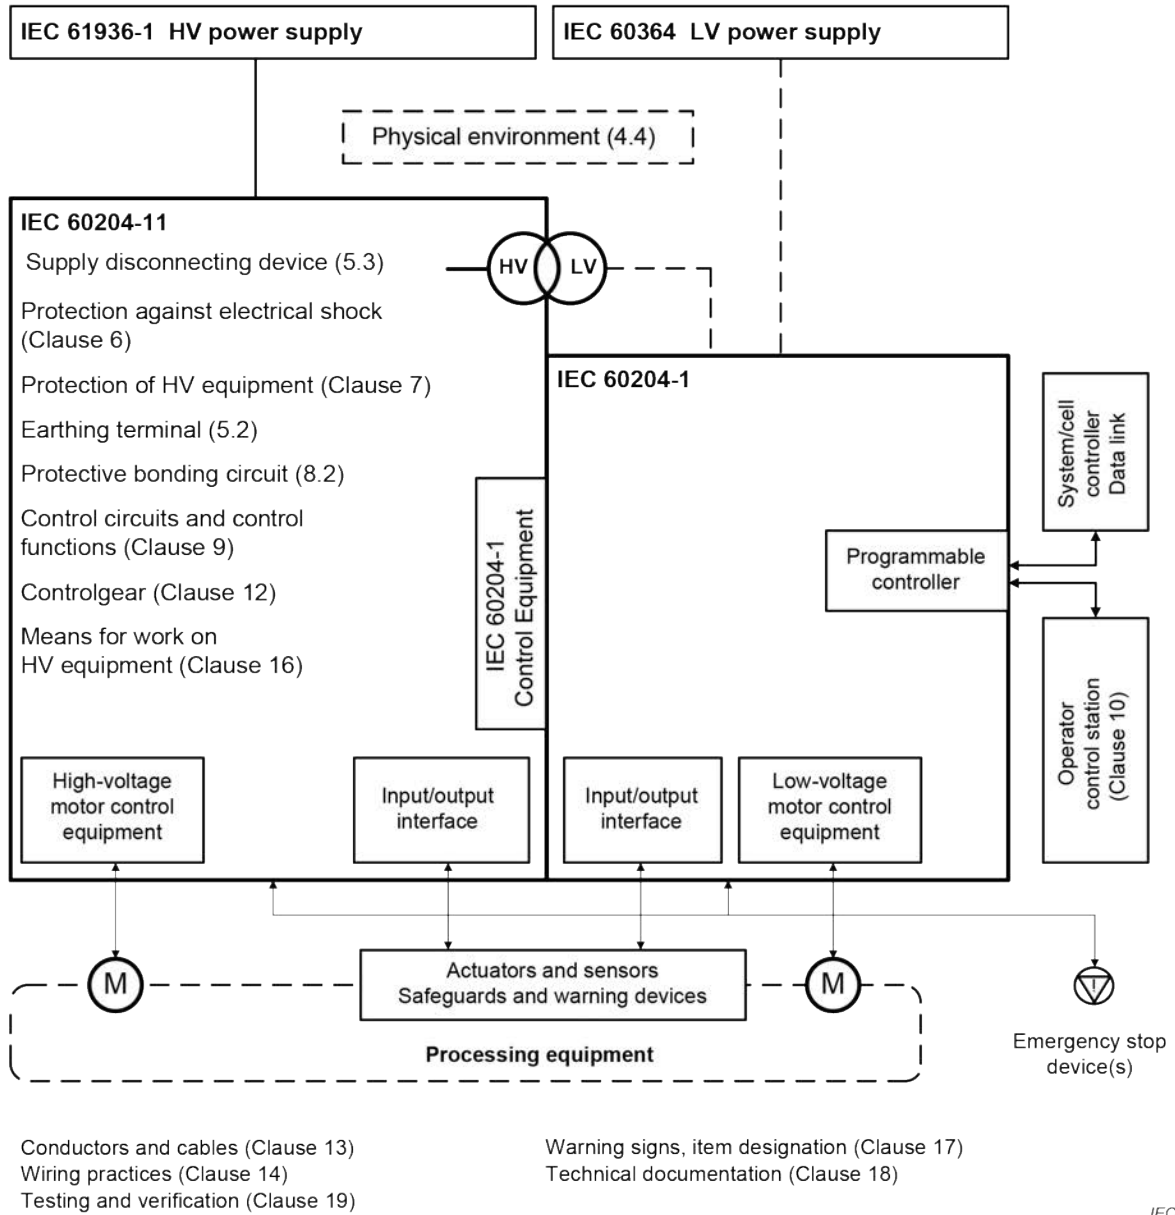 IEC 61936-1 HV power supply
IEC 60364 LV power supply
Physical environment (4.4)
IEC 60204-11
Supply disconnecting device (5.3)
HV
LV
Protection against electrical shock
(Clause 6)
Protection of HV equipment (Clause 7)
Earthing terminal (5.2)
Protective bonding circuit (8.2)
Control circuits and control
functions (Clause 9)
Controlgear (Clause 12)
Means for work on
HV equipment (Clause 16)
IEC 60204-1
Control Equipment
IEC 60204-1
Programmable
controller
System/cell
controller
Data link
Operator
control station
(Clause 10)
High-voltage
motor control
equipment
Input/output
interface
Input/output
interface
Low-voltage
motor control
equipment
M
Actuators and sensors
Safeguards and warning devices
M
!
Processing equipment
Emergency stop
device(s)
Conductors and cables (Clause 13)
Wiring practices (Clause 14)
Testing and verification (Clause 19)
Warning signs, item designation (Clause 17)
Technical documentation (Clause 18)
IEC